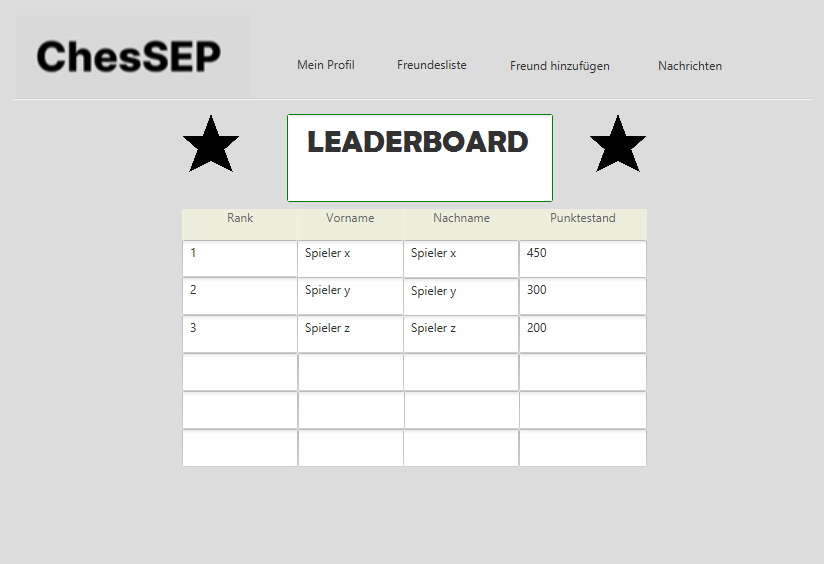 ChesSEP
Mein Profil Freundesliste Freund hinzufügen Nachrichten
LEADERBOARD
Rank Vorname Nachname Punktestand
1 Spieler x Spieler x 450
2 Spieler y Spieler y 300
3 Spieler z Spieler z 200